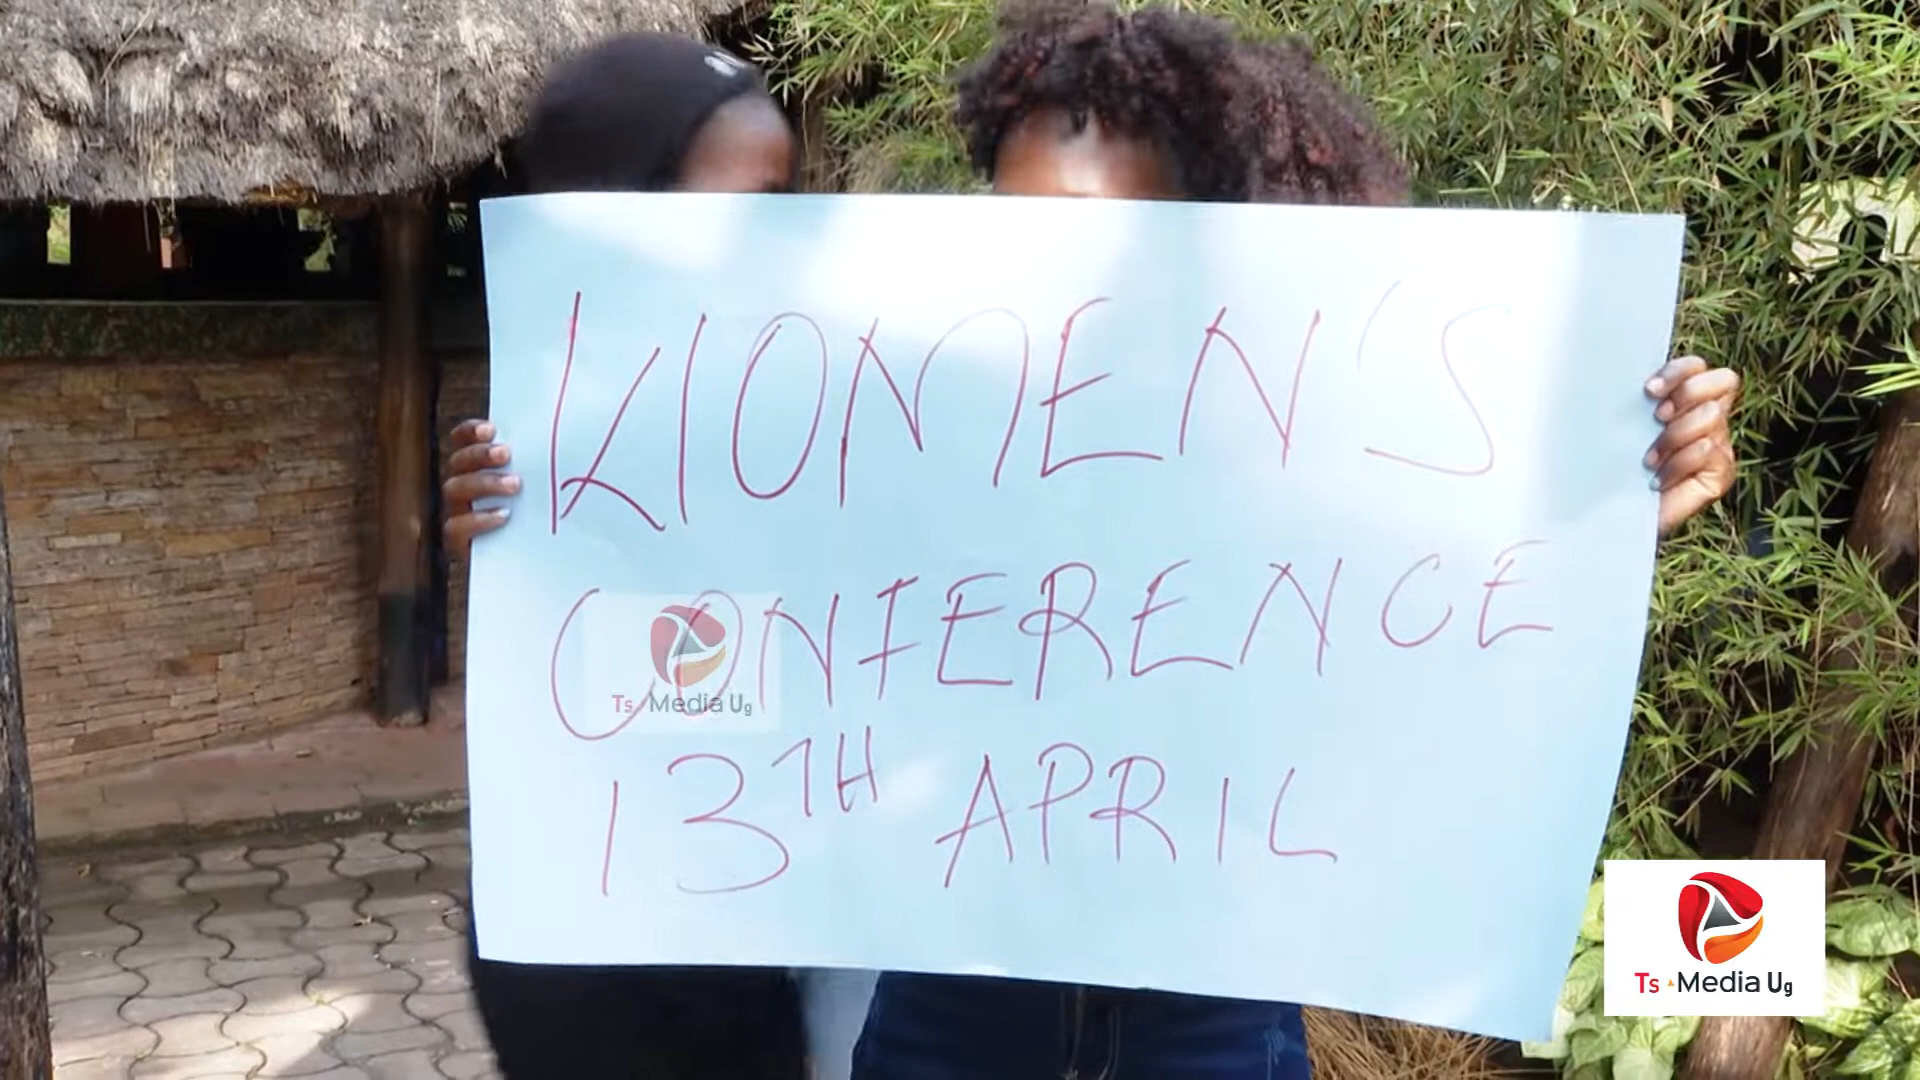 WOMEN'S
CONFERENCE
13TH APRIL
Ts Media Ug
Ts Media Ug